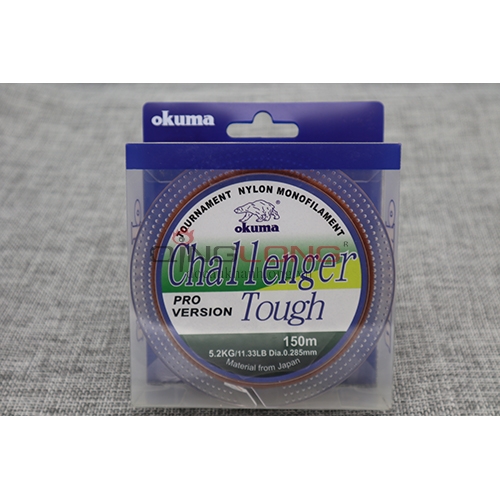 okuma
TOURNAMENT NYLON MONOFILAMENT
okuma
QINGLONG
Challenger
PRO
VERSION
Tough
150m
5.2KG/11.33LB Dia.0.285mm
Material from Japan